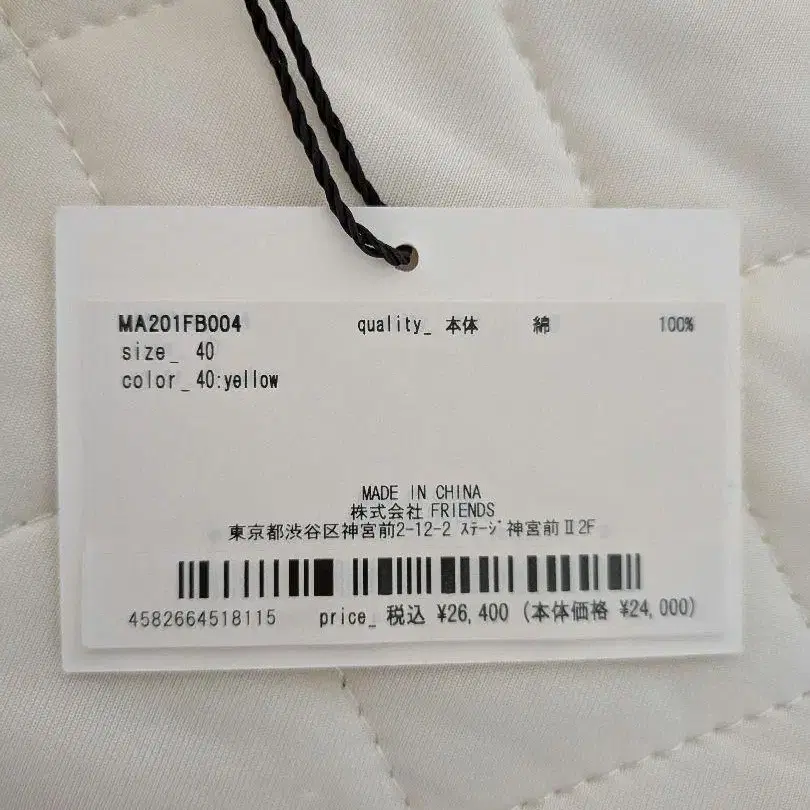 MA201FB004 quality_ 本体 綿 100%
size_ 40
color_ 40:yellow
MADE IN CHINA
株式会社 FRIENDS
東京都渋谷区神宮前2-12-2 ｽﾃｰｼﾞ神宮前Ⅱ2F
4582664518115 price_ 税込 ¥26,400 (本体価格 ¥24,000)